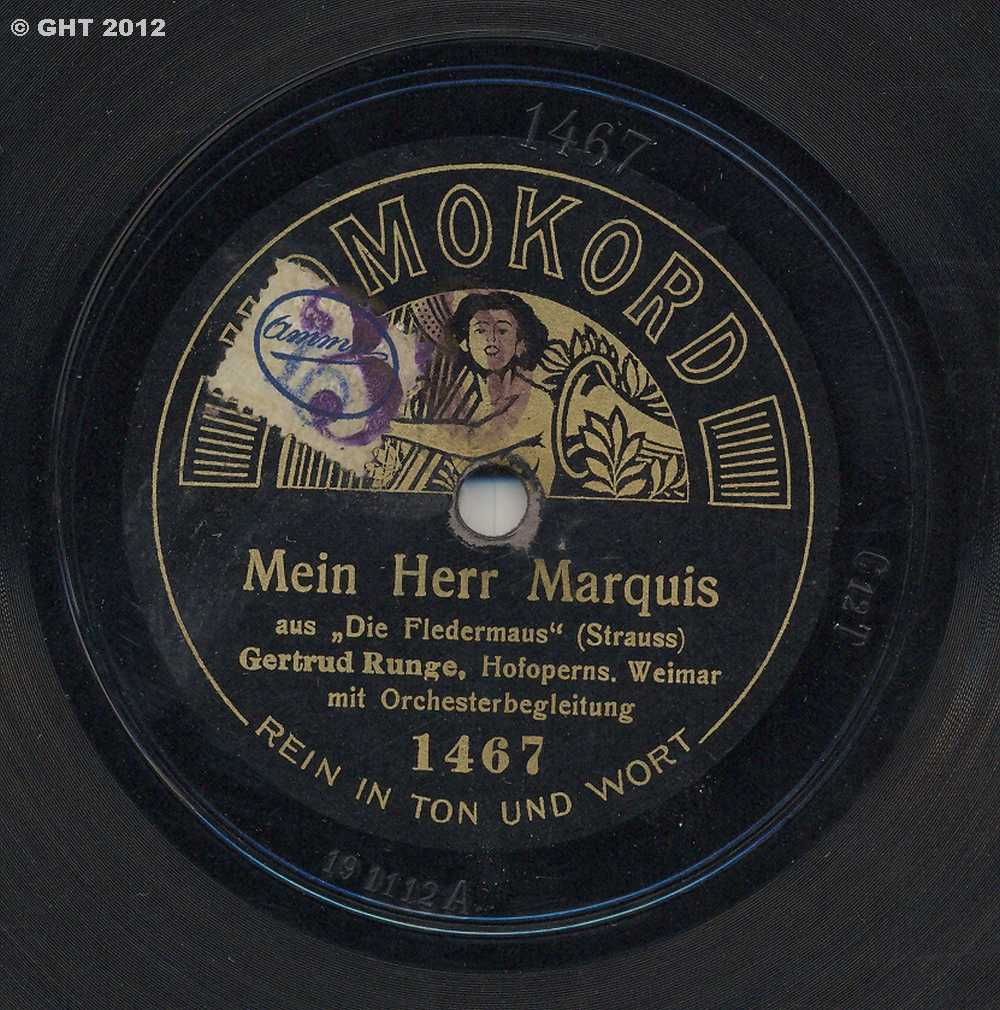 © GHT 2012
1467
OMOKORD
Mein Herr Marquis
aus „Die Fledermaus“ (Strauss)
Gertrud Runge, Hofoperns. Weimar
mit Orchesterbegleitung
1467
REIN IN TON UND WORT
19 11 12 A